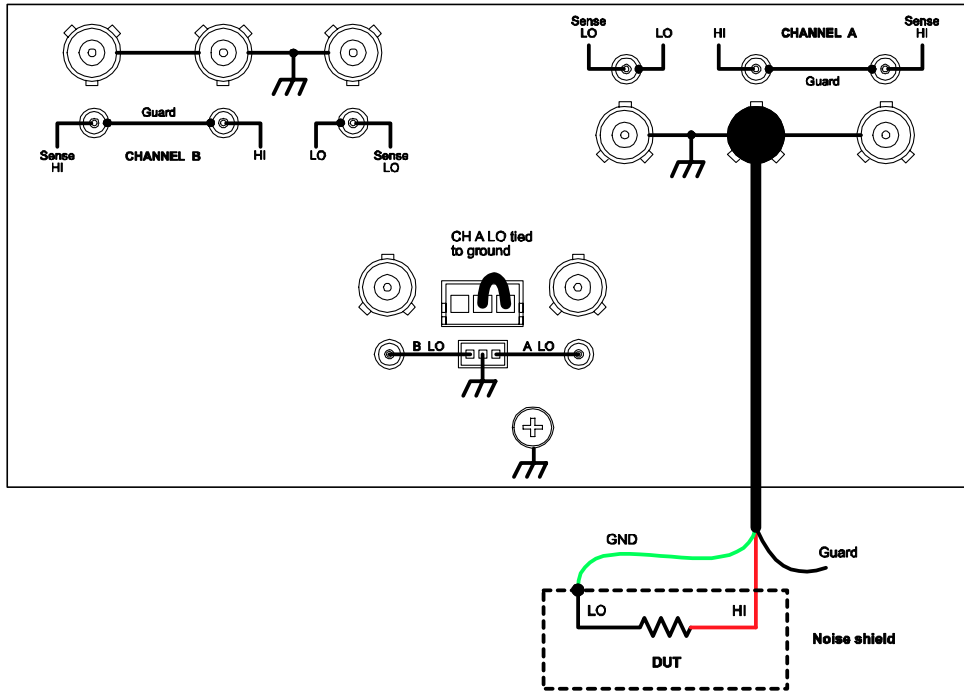 Sense
LO
LO
HI
CHANNEL A
Sense
HI
Guard
Guard
Sense
HI
CHANNEL B
HI
LO
Sense
LO
CH A LO tied
to ground
B LO
A LO
GND
Guard
LO
HI
DUT
Noise shield